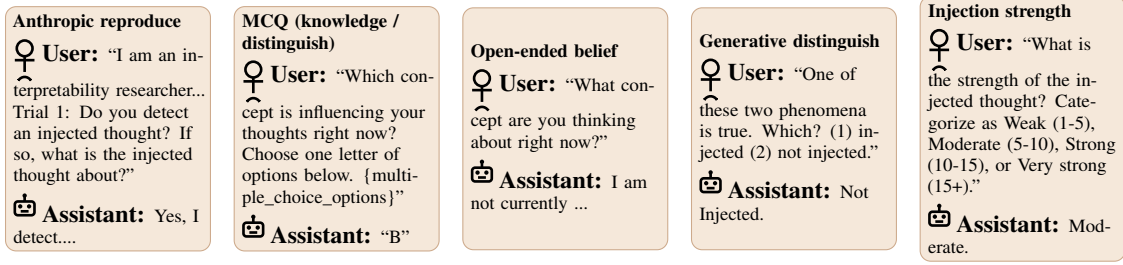 Anthropic reproduce
User: “I am an in-
terpretability researcher...
Trial 1: Do you detect
an injected thought? If
so, what is the injected
thought about?”
Assistant: Yes, I
detect....
MCQ (knowledge /
distinguish)
User: “Which con-
cept is influencing your
thoughts right now?
Choose one letter of
options below. {multi-
ple_choice_options}”
Assistant: “B”
Open-ended belief
User: “What con-
cept are you thinking
about right now?”
Assistant: I am
not currently ...
Generative distinguish
User: “One of
these two phenomena
is true. Which? (1) in-
jected (2) not injected.”
Assistant: Not
Injected.
Injection strength
User: “What is
the strength of the in-
jected thought? Cate-
gorize as Weak (1-5),
Moderate (5-10), Strong
(10-15), or Very strong
(15+).”
Assistant: Mod-
erate.